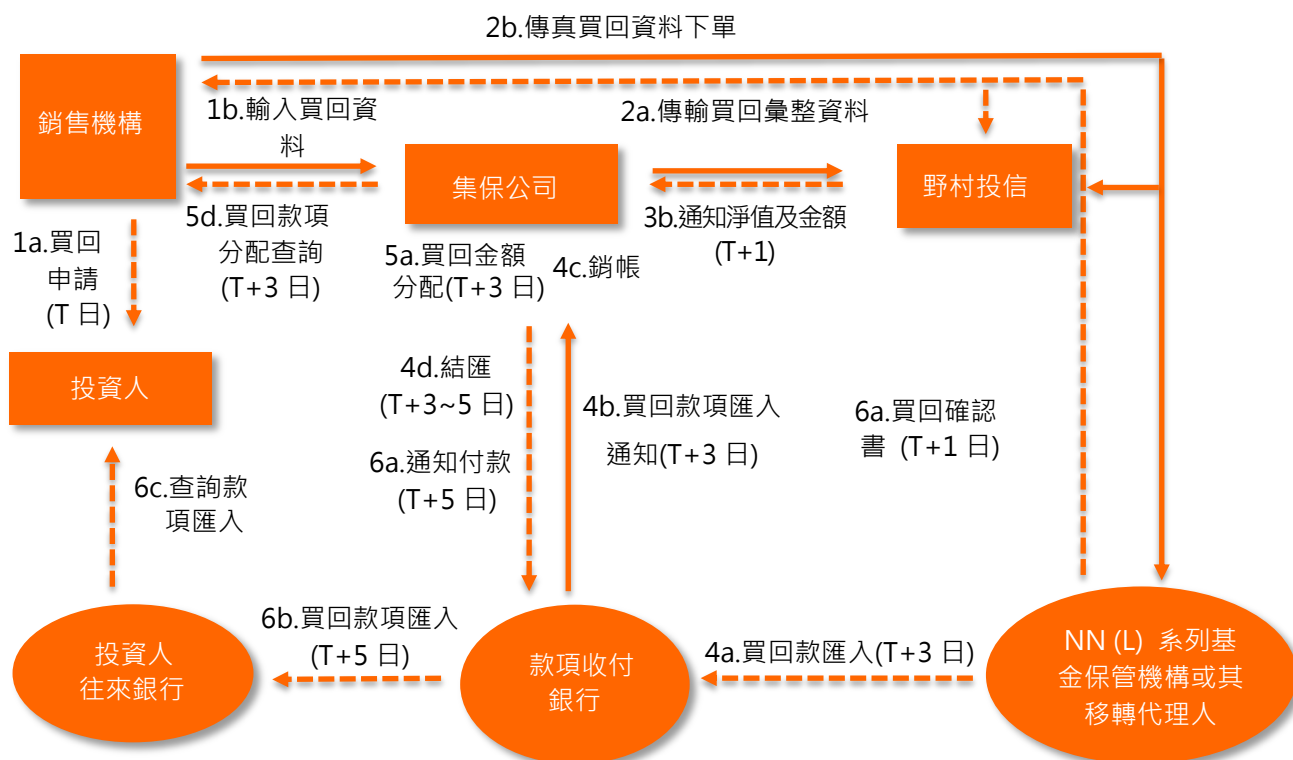 2b.傳真買回資料下單
銷售機構
1b.輸入買回資
料
2a.傳輸買回彙整資料
集保公司
野村投信
1a.買回
申請
(T 日)
5d.買回款項
分配查詢
(T+3 日)
5a.買回金額
分配(T+3 日)
4c.銷帳
3b.通知淨值及金額
(T+1)
投資人
4d.結匯
(T+3~5 日)
6a.通知付款
(T+5 日)
4b.買回款項匯入
通知(T+3 日)
6a.買回確認
書 (T+1 日)
6c.查詢款
項匯入
投資人
往來銀行
6b.買回款項匯入
(T+5 日)
款項收付
銀行
4a.買回款匯入(T+3 日)
NN (L) 系列基
金保管機構或其
移轉代理人